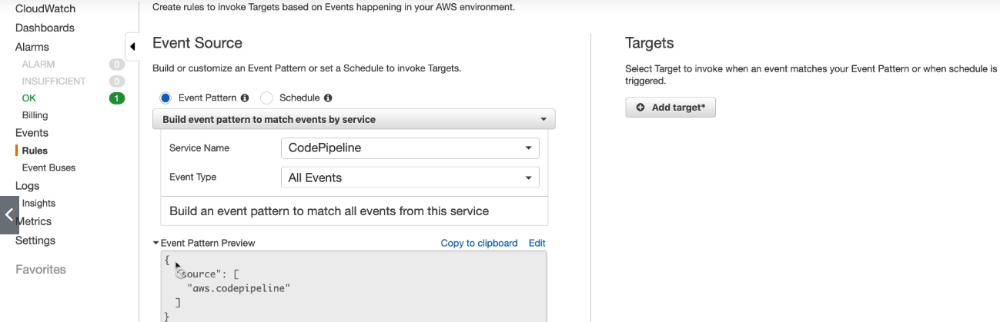 CloudWatch
Dashboards
Alarms
ALARM 0
INSUFFICIENT 0
OK 1
Billing
Events
Rules
Event Buses
Logs
Insights
Metrics
Settings
Favorites
Create rules to invoke Targets based on Events happening in your AWS environment.
Event Source
Build or customize an Event Pattern or set a Schedule to invoke Targets.
Event Pattern Schedule
Build event pattern to match events by service
Service Name CodePipeline
Event Type All Events
Build an event pattern to match all events from this service
Event Pattern Preview Copy to clipboard Edit
{
"source": [
"aws.codepipeline"
]
}
Targets
Select Target to invoke when an event matches your Event Pattern or when schedule is
triggered.
Add target*